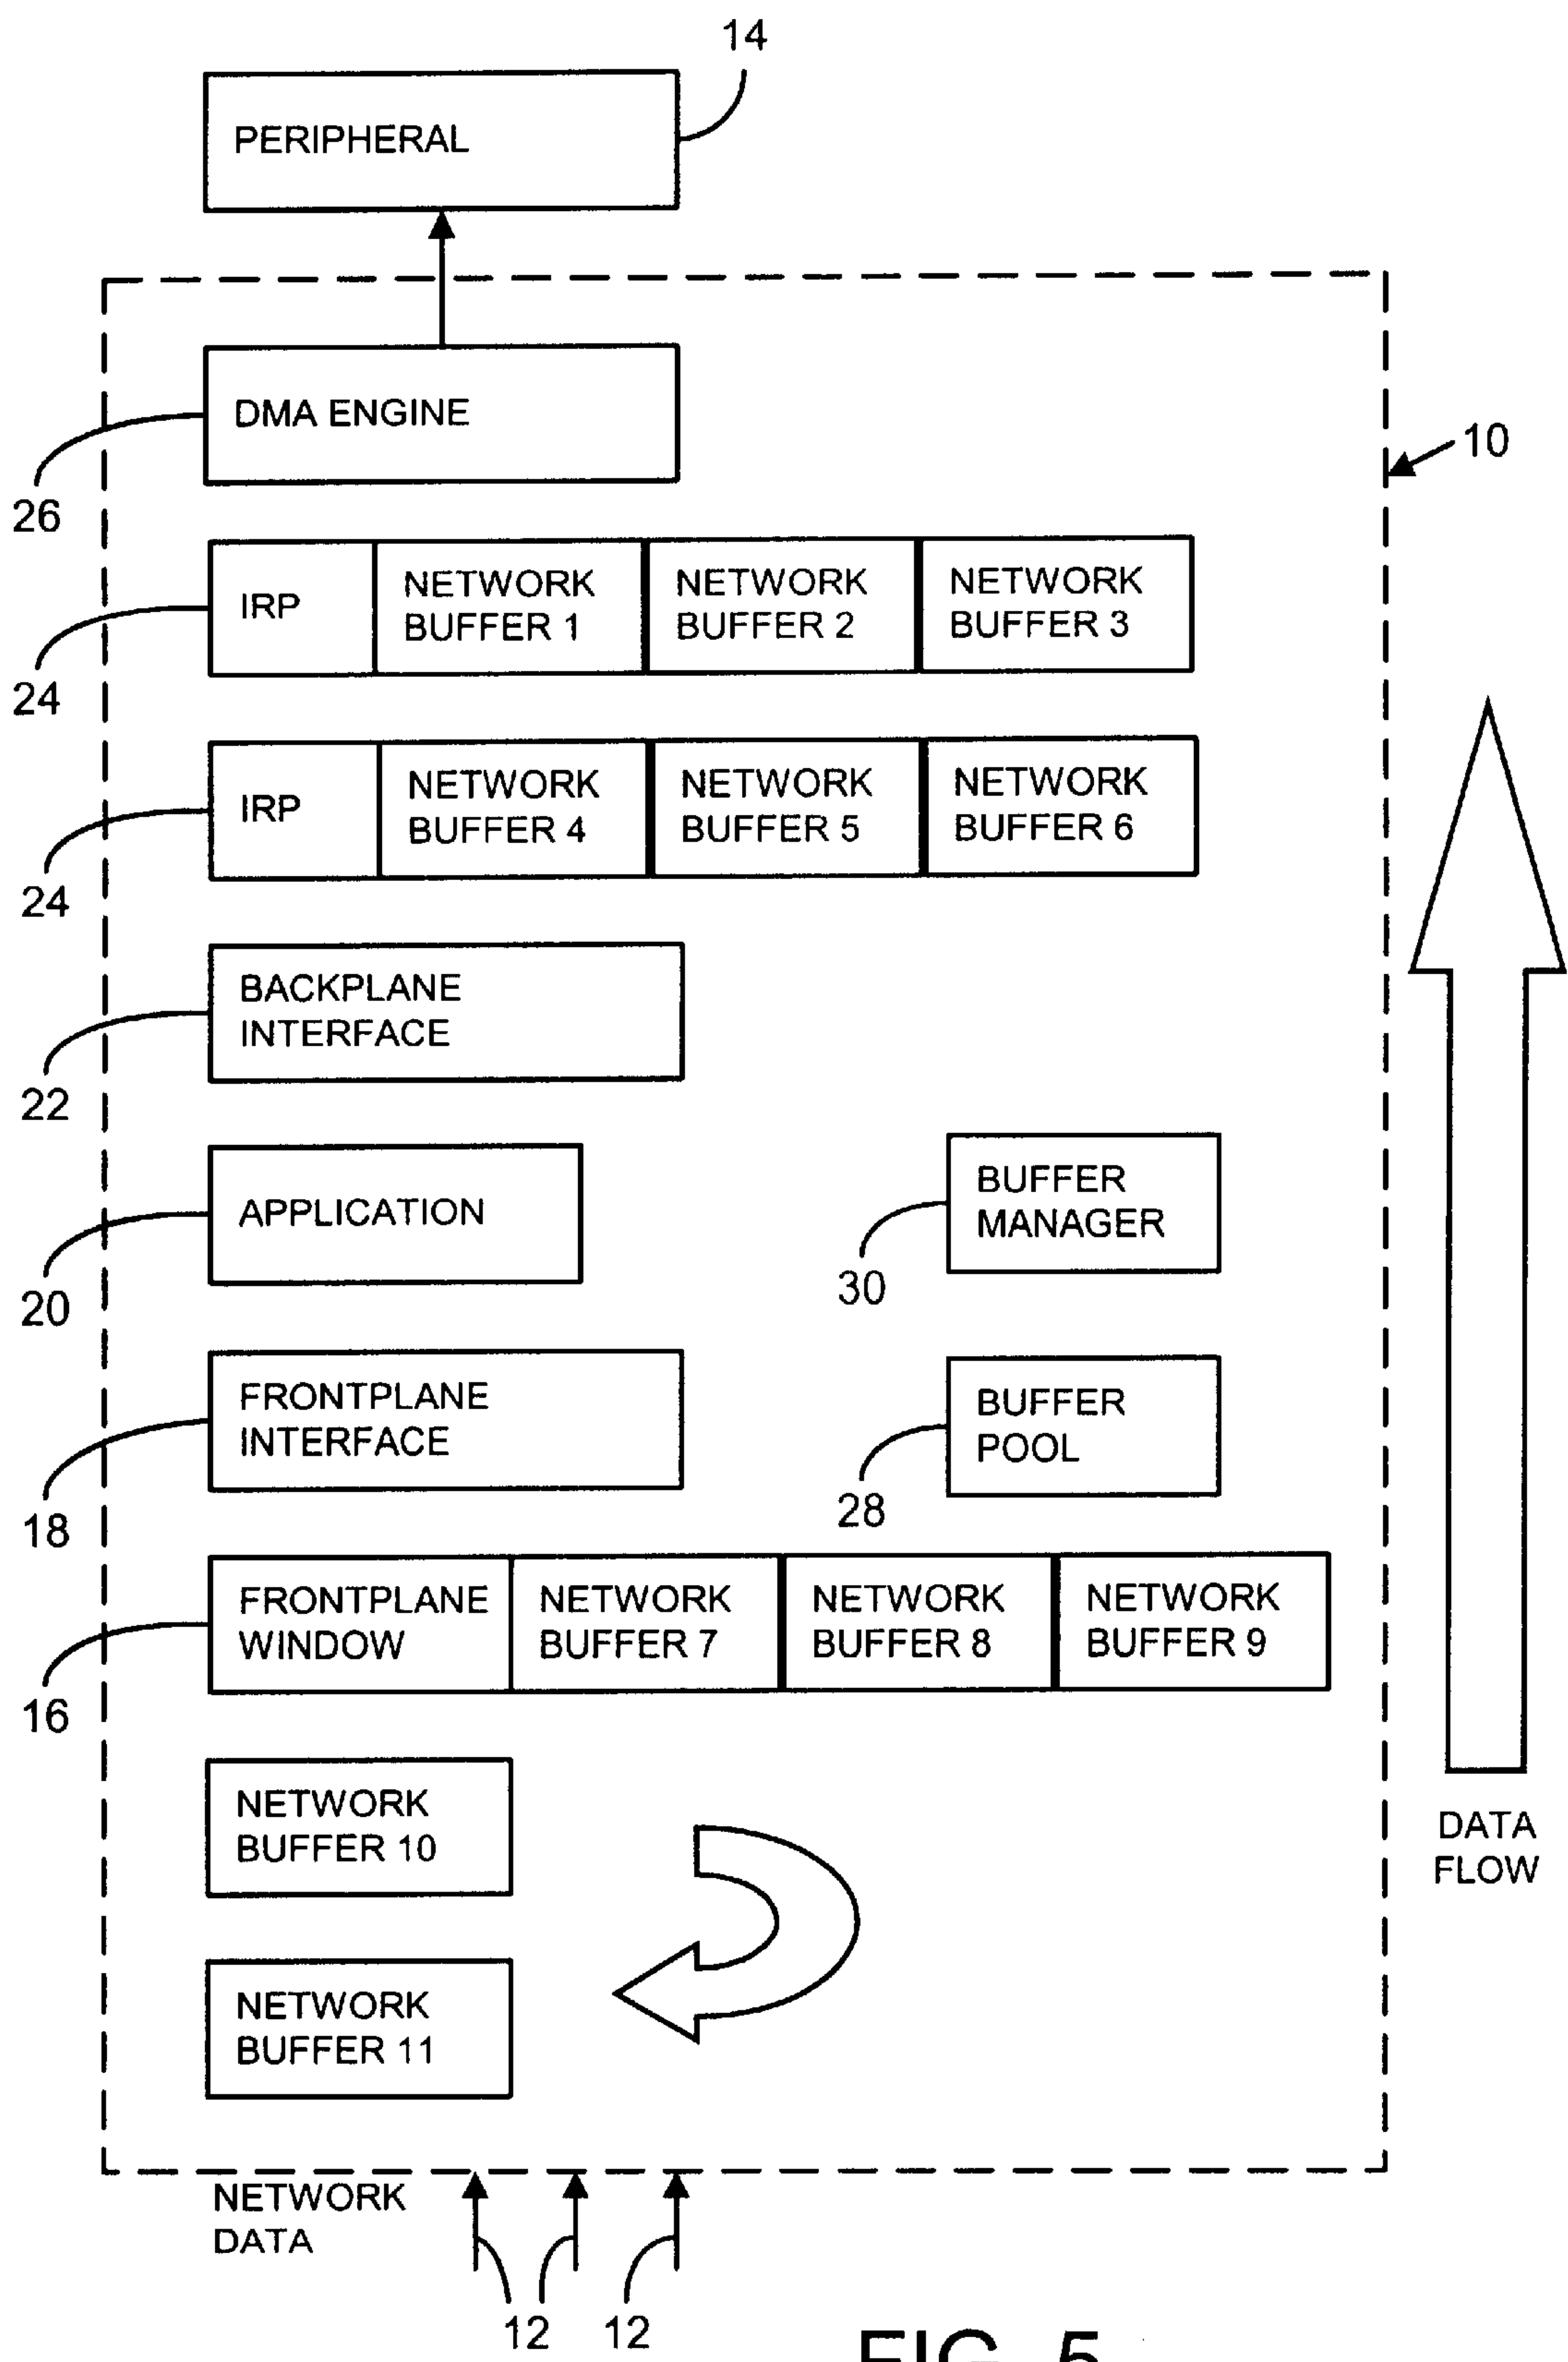 14
PERIPHERAL
DMA ENGINE
10
26
IRP
NETWORK
BUFFER 1
NETWORK
BUFFER 2
NETWORK
BUFFER 3
24
IRP
NETWORK
BUFFER 4
NETWORK
BUFFER 5
NETWORK
BUFFER 6
24
BACKPLANE
INTERFACE
22
APPLICATION
20
BUFFER
MANAGER
30
FRONTPLANE
INTERFACE
18
BUFFER
POOL
28
FRONTPLANE
WINDOW
NETWORK
BUFFER 7
NETWORK
BUFFER 8
NETWORK
BUFFER 9
16
NETWORK
BUFFER 10
DATA
FLOW
NETWORK
BUFFER 11
NETWORK
DATA
12
12
FIG. 5